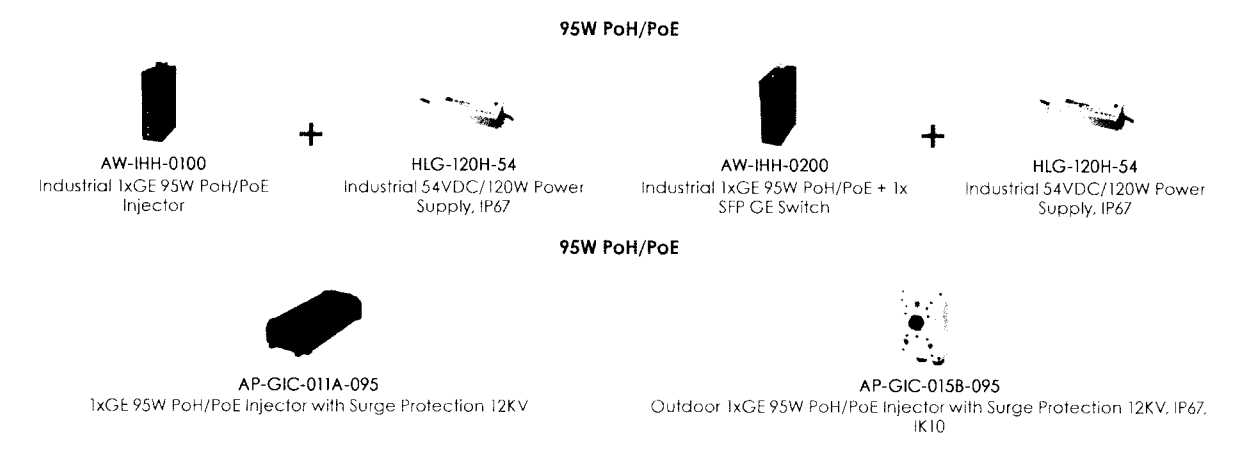 95W PoH/PoE
+
+
AW-IHH-0100
Industrial 1xGE 95W PoH/PoE
Injector
HLG-120H-54
Industrial 54VDC/120W Power
Supply, IP67
AW-IHH-0200
Industrial 1xGE 95W PoH/PoE + 1x
SFP GE Switch
HLG-120H-54
Industrial 54VDC/120W Power
Supply, IP67
95W PoH/PoE
AP-GIC-011A-095
1xGE 95W PoH/PoE Injector with Surge Protection 12KV
AP-GIC-015B-095
Outdoor 1xGE 95W PoH/PoE Injector with Surge Protection 12KV, IP67,
IK10